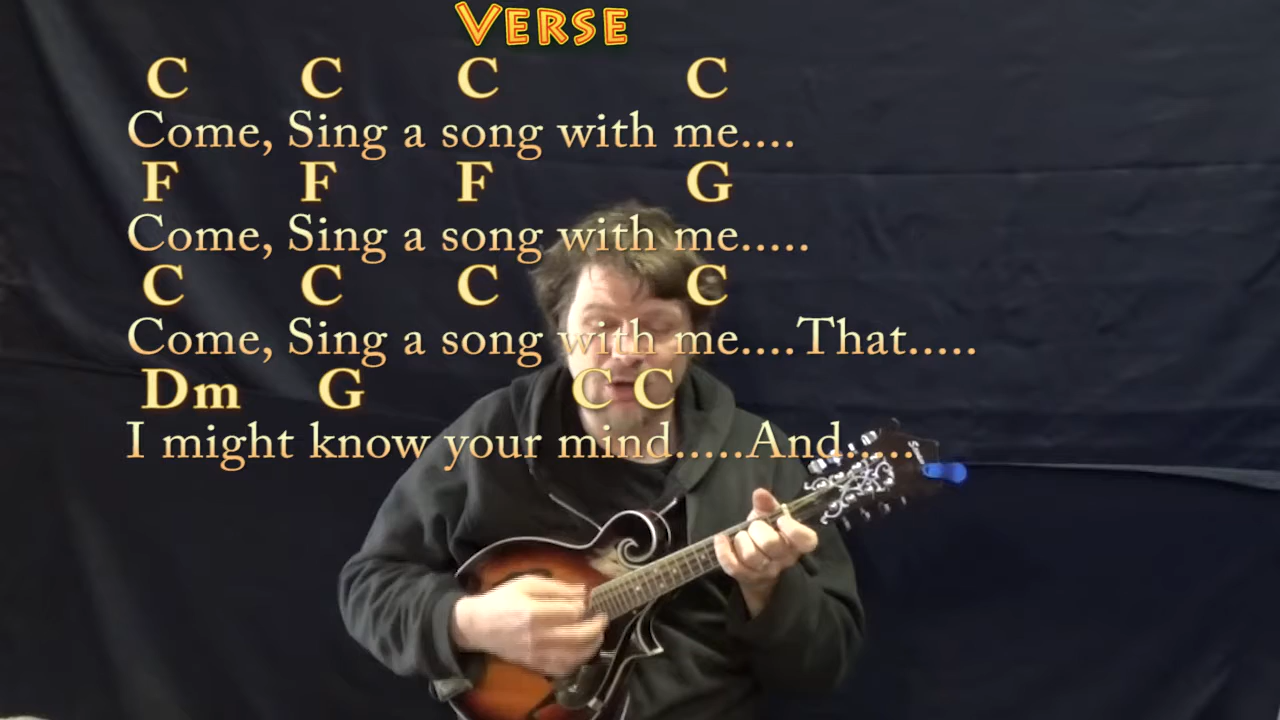 VERSE
C C C C
Come, Sing a song with me....
F F F G
Come, Sing a song with me.....
C C C C
Come, Sing a song with me....That.....
Dm G C C
I might know your mind.....And.....